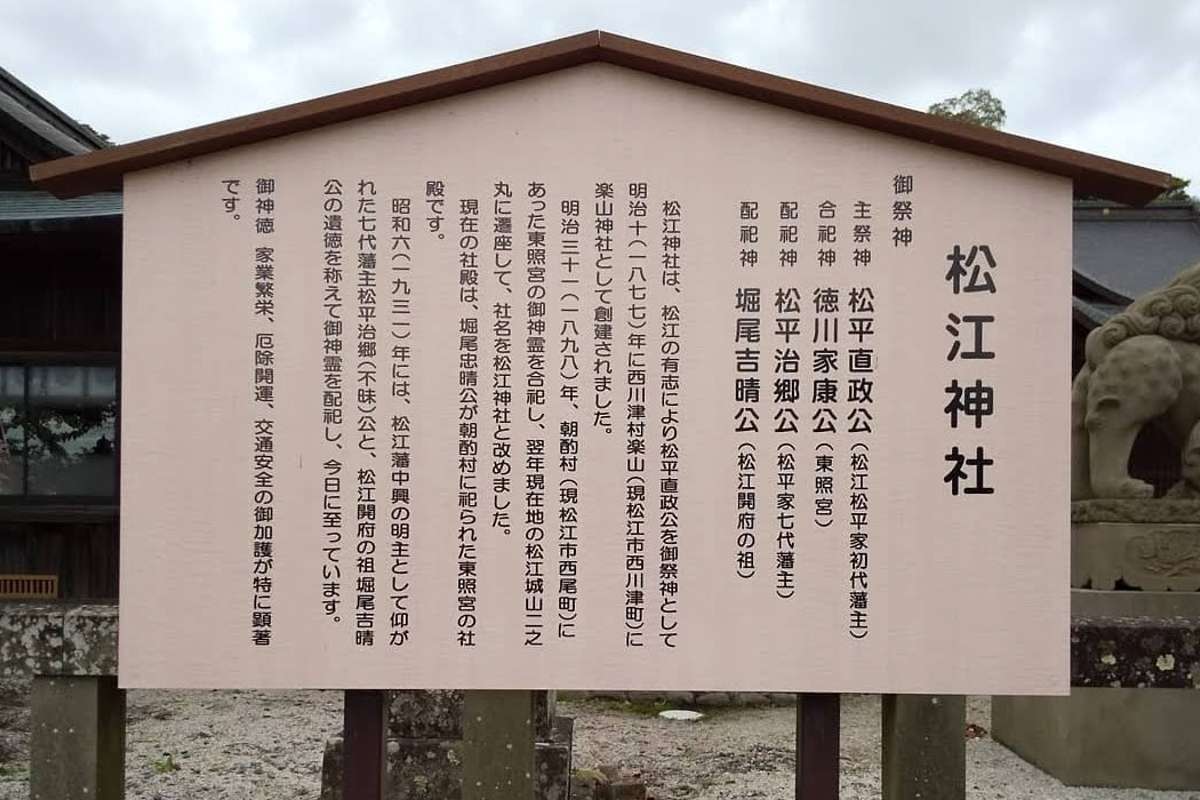 松江神社
御祭神
主祭神 松平直政公(松江松平家初代藩主)
合祀神 徳川家康公(東照宮)
配祀神 松平治郷公(松平家七代藩主)
配祀神 堀尾吉晴公(松江開府の祖)
松江神社は、松江の有志により松平直政公を御祭神として
明治十(一八七七)年に西川津村楽山(現松江市西川津町)に
楽山神社として創建されました。
明治三十一(一八九八)年、朝酌村(現松江市西尾町)に
あった東照宮の御神霊を合祀し、翌年現在地の松江城山二之
丸に遷座して、社名を松江神社と改めました。
現在の社殿は、堀尾忠晴公が朝酌村に祀られた東照宮の社
殿です。
昭和六(一九三一)年には、松江藩中興の明主として仰が
れた七代藩主松平治郷(不昧)公と、松江開府の祖堀尾吉晴
公の遺徳を称えて御神霊を配祀し、今日に至っています。
御神徳 家業繁栄、厄除開運、交通安全の御加護が特に顕著
です。